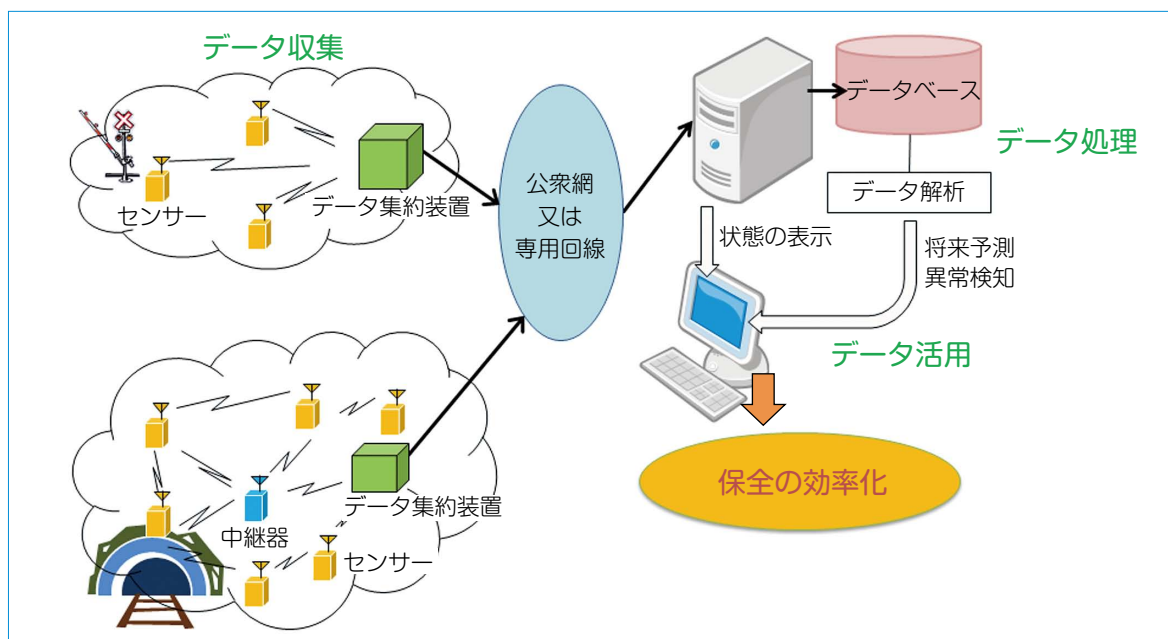 データ収集
センサー
データ集約装置
公衆網
又は
専用回線
データベース
データ処理
データ解析
状態の表示
将来予測
異常検知
データ活用
保全の効率化
データ集約装置
中継器
センサー